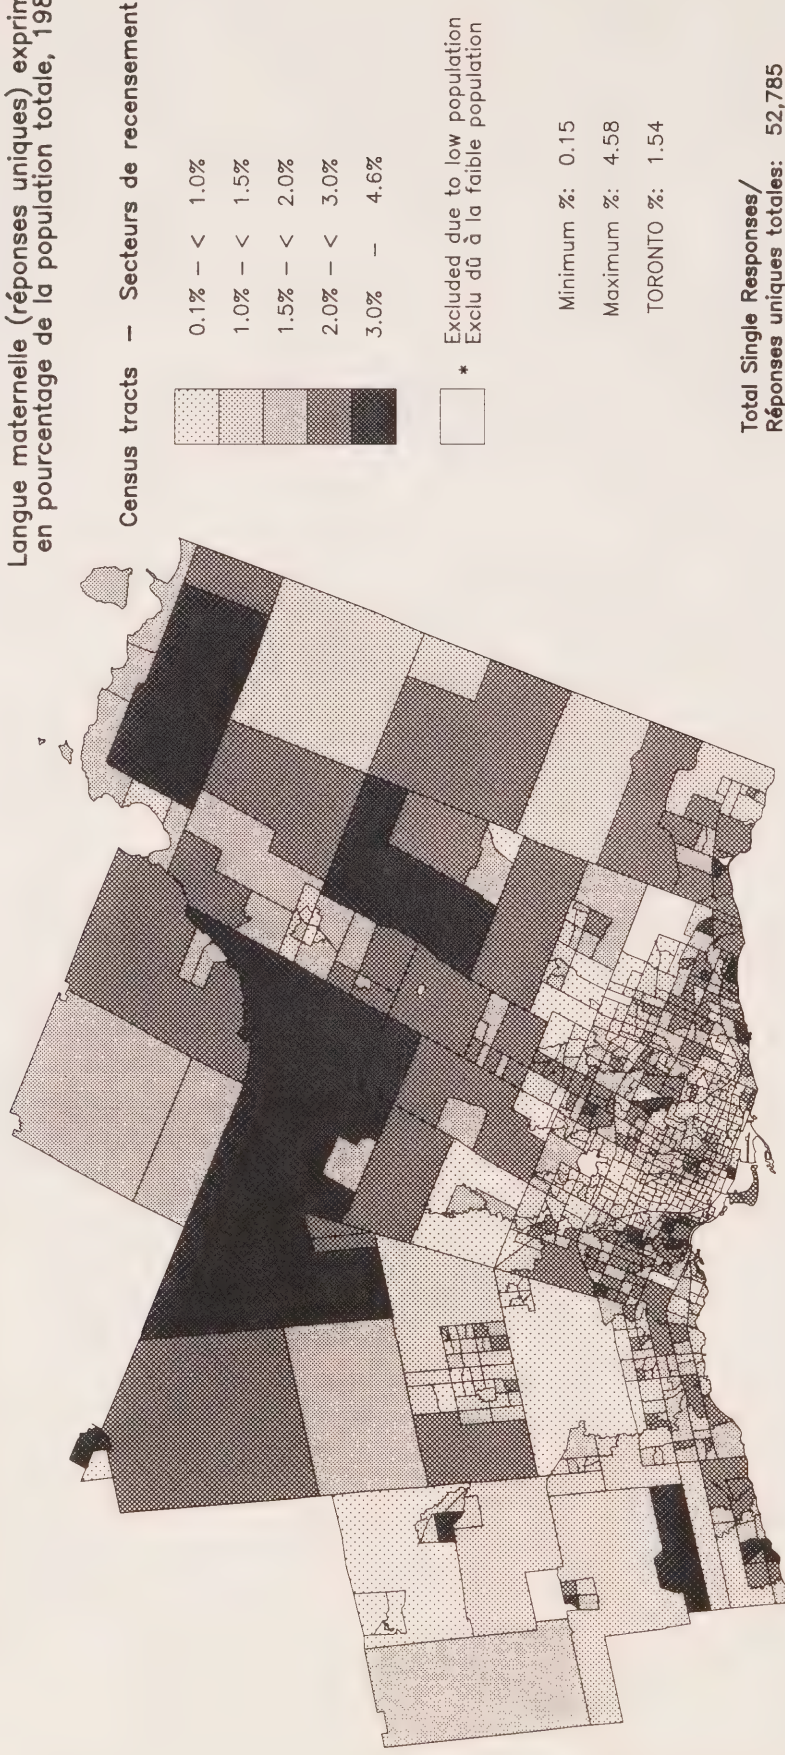 Langue maternelle (réponses uniques)
en pourcentage de la population totale,
Census tracts – Secteurs de recensement
0.1% – < 1.0%
1.0% – < 1.5%
1.5% – < 2.0%
2.0% – < 3.0%
3.0% – 4.6%
* Excluded due to low population
Exclu dû à la faible population
Minimum %: 0.15
Maximum %: 4.58
TORONTO %: 1.54
Total Single Responses/
Réponses uniques totales: 52,785